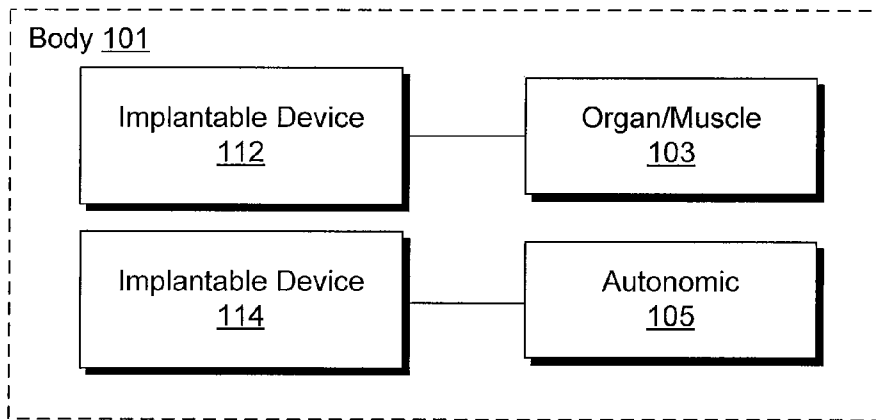 Body 101
Implantable Device
112
Organ/Muscle
103
Implantable Device
114
Autonomic
105